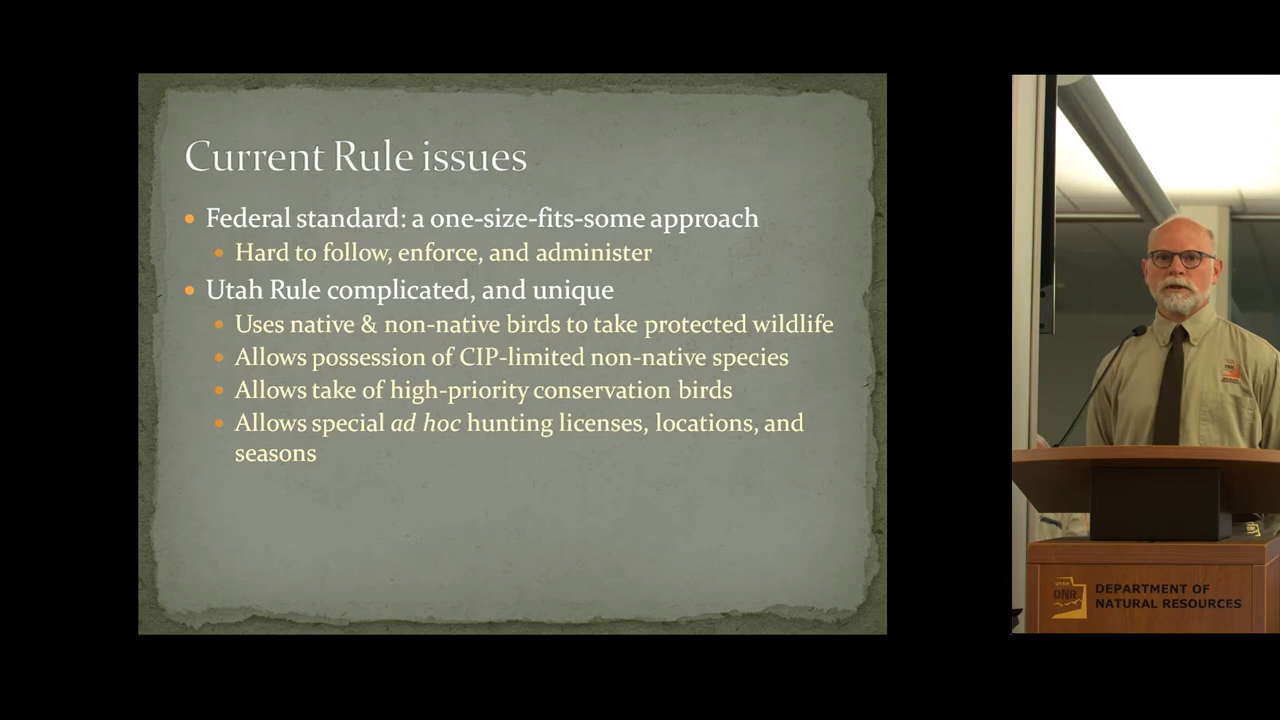 Current Rule issues
Federal standard: a one-size-fits-some approach
Hard to follow, enforce, and administer
Utah Rule complicated, and unique
Uses native & non-native birds to take protected wildlife
Allows possession of CIP-limited non-native species
Allows take of high-priority conservation birds
Allows special ad hoc hunting licenses, locations, and
seasons
UTAH
DNR
DEPARTMENT OF
NATURAL RESOURCES